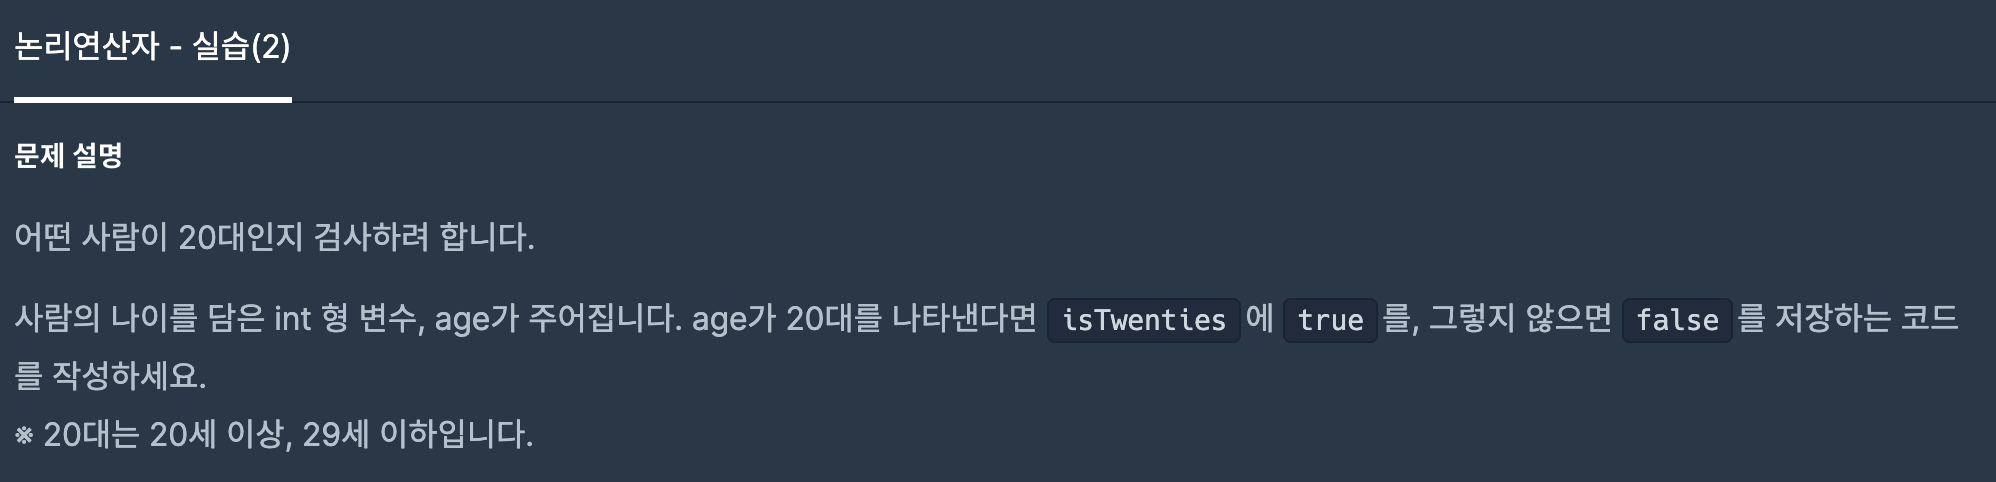 논리연산자 - 실습(2)
문제 설명
어떤 사람이 20대인지 검사하려 합니다.
사람의 나이를 담은 int 형 변수, age가 주어집니다. age가 20대를 나타낸다면 isTwenties 에 true 를, 그렇지 않으면 false 를 저장하는 코드
를 작성하세요.
※ 20대는 20세 이상, 29세 이하입니다.